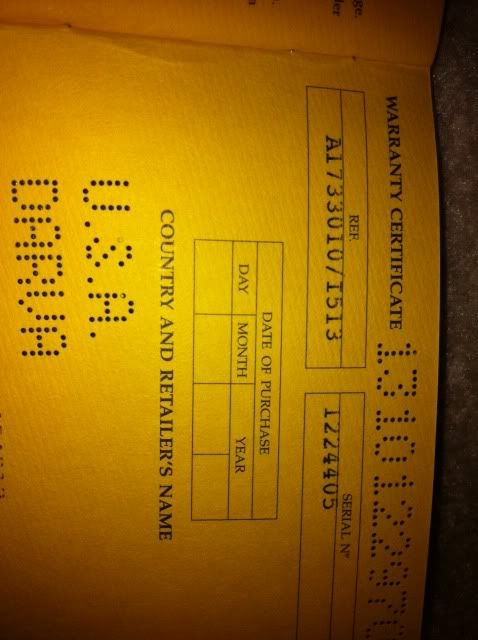 WARRANTY CERTIFICATE
REF. SERIAL N°
A1733010/1513 1224405
DATE OF PURCHASE
DAY MONTH YEAR
COUNTRY AND RETAILER'S NAME
U.S.A.